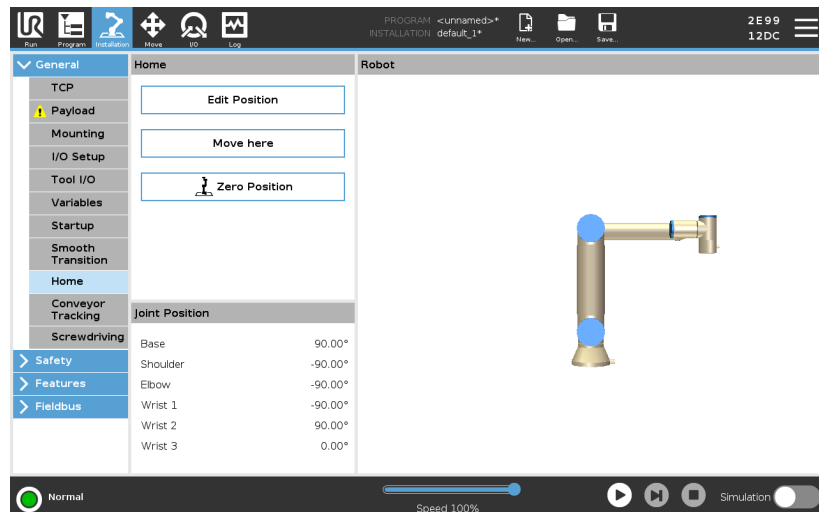 UR
PROGRAM <unnamed>*
INSTALLATION default_1*
2E99
12DC
Run Program Installation Move I/O Log New... Open... Save...
General
TCP
Payload
Mounting
I/O Setup
Tool I/O
Variables
Startup
Smooth
Transition
Home
Conveyor
Tracking
Screwdriving
Safety
Features
Fieldbus
Home
Edit Position
Move here
Zero Position
Joint Position
Base 90.00°
Shoulder -90.00°
Elbow -90.00°
Wrist 1 -90.00°
Wrist 2 90.00°
Wrist 3 0.00°
Robot
Normal
Speed 100%
Simulation